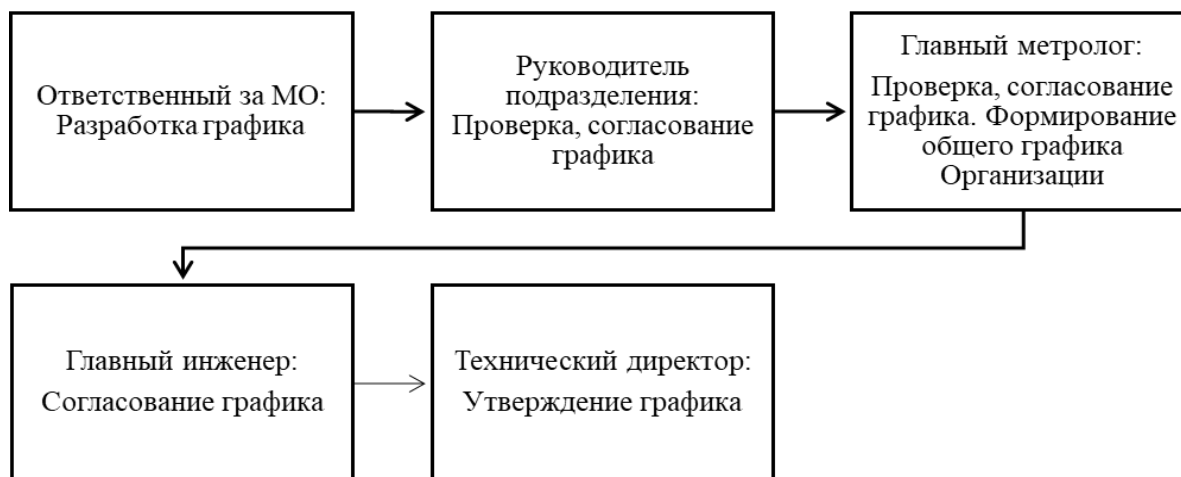 Ответственный за МО:
Разработка графика
Руководитель
подразделения:
Проверка, согласование
графика
Главный метролог:
Проверка, согласование
графика. Формирование
общего графика
Организации
Главный инженер:
Согласование графика
Технический директор:
Утверждение графика